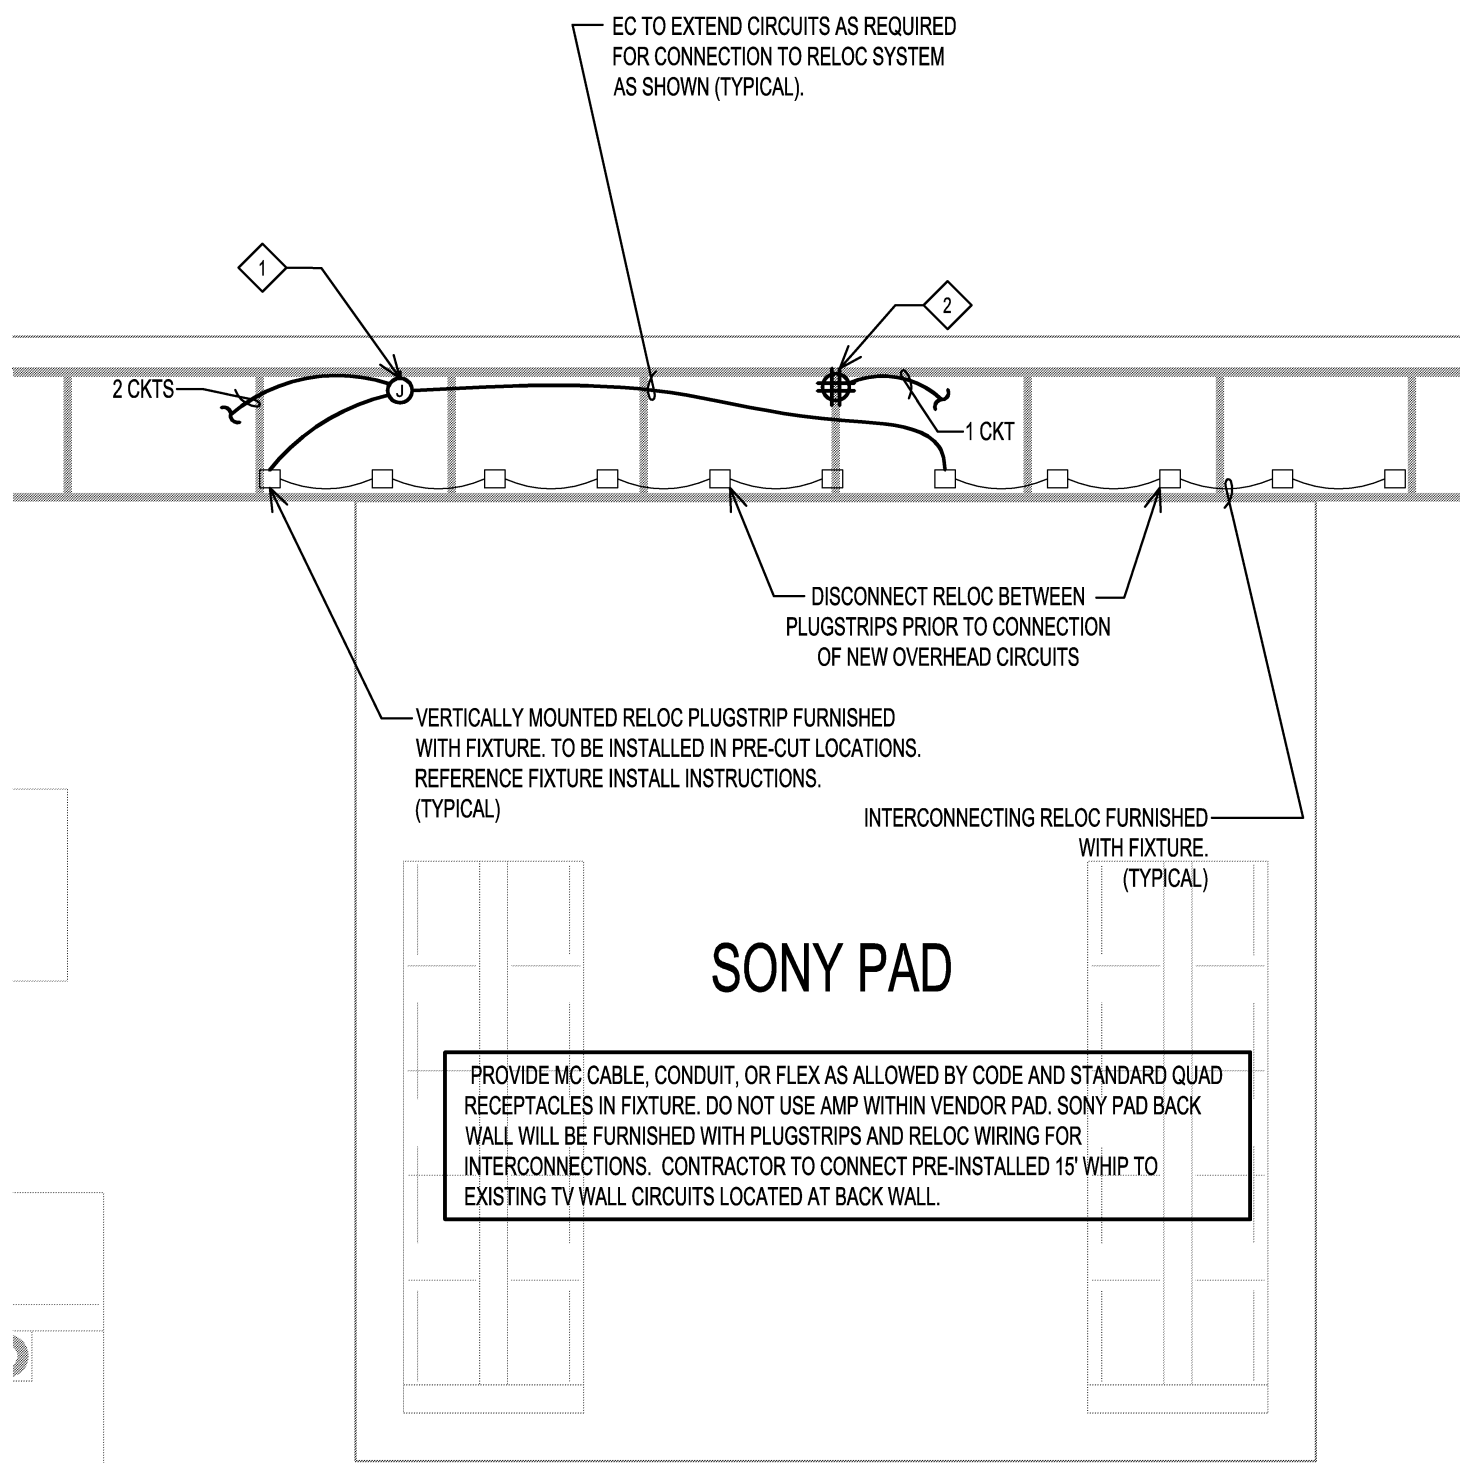 EC TO EXTEND CIRCUITS AS REQUIRED
FOR CONNECTION TO RELOC SYSTEM
AS SHOWN (TYPICAL).
1
2
2 CKTS
J
1 CKT
DISCONNECT RELOC BETWEEN
PLUGSTRIPS PRIOR TO CONNECTION
OF NEW OVERHEAD CIRCUITS
VERTICALLY MOUNTED RELOC PLUGSTRIP FURNISHED
WITH FIXTURE. TO BE INSTALLED IN PRE-CUT LOCATIONS.
REFERENCE FIXTURE INSTALL INSTRUCTIONS.
(TYPICAL)
INTERCONNECTING RELOC FURNISHED
WITH FIXTURE.
(TYPICAL)
SONY PAD
PROVIDE MC CABLE, CONDUIT, OR FLEX AS ALLOWED BY CODE AND STANDARD QUAD
RECEPTACLES IN FIXTURE. DO NOT USE AMP WITHIN VENDOR PAD. SONY PAD BACK
WALL WILL BE FURNISHED WITH PLUGSTRIPS AND RELOC WIRING FOR
INTERCONNECTIONS. CONTRACTOR TO CONNECT PRE-INSTALLED 15' WHIP TO
EXISTING TV WALL CIRCUITS LOCATED AT BACK WALL.